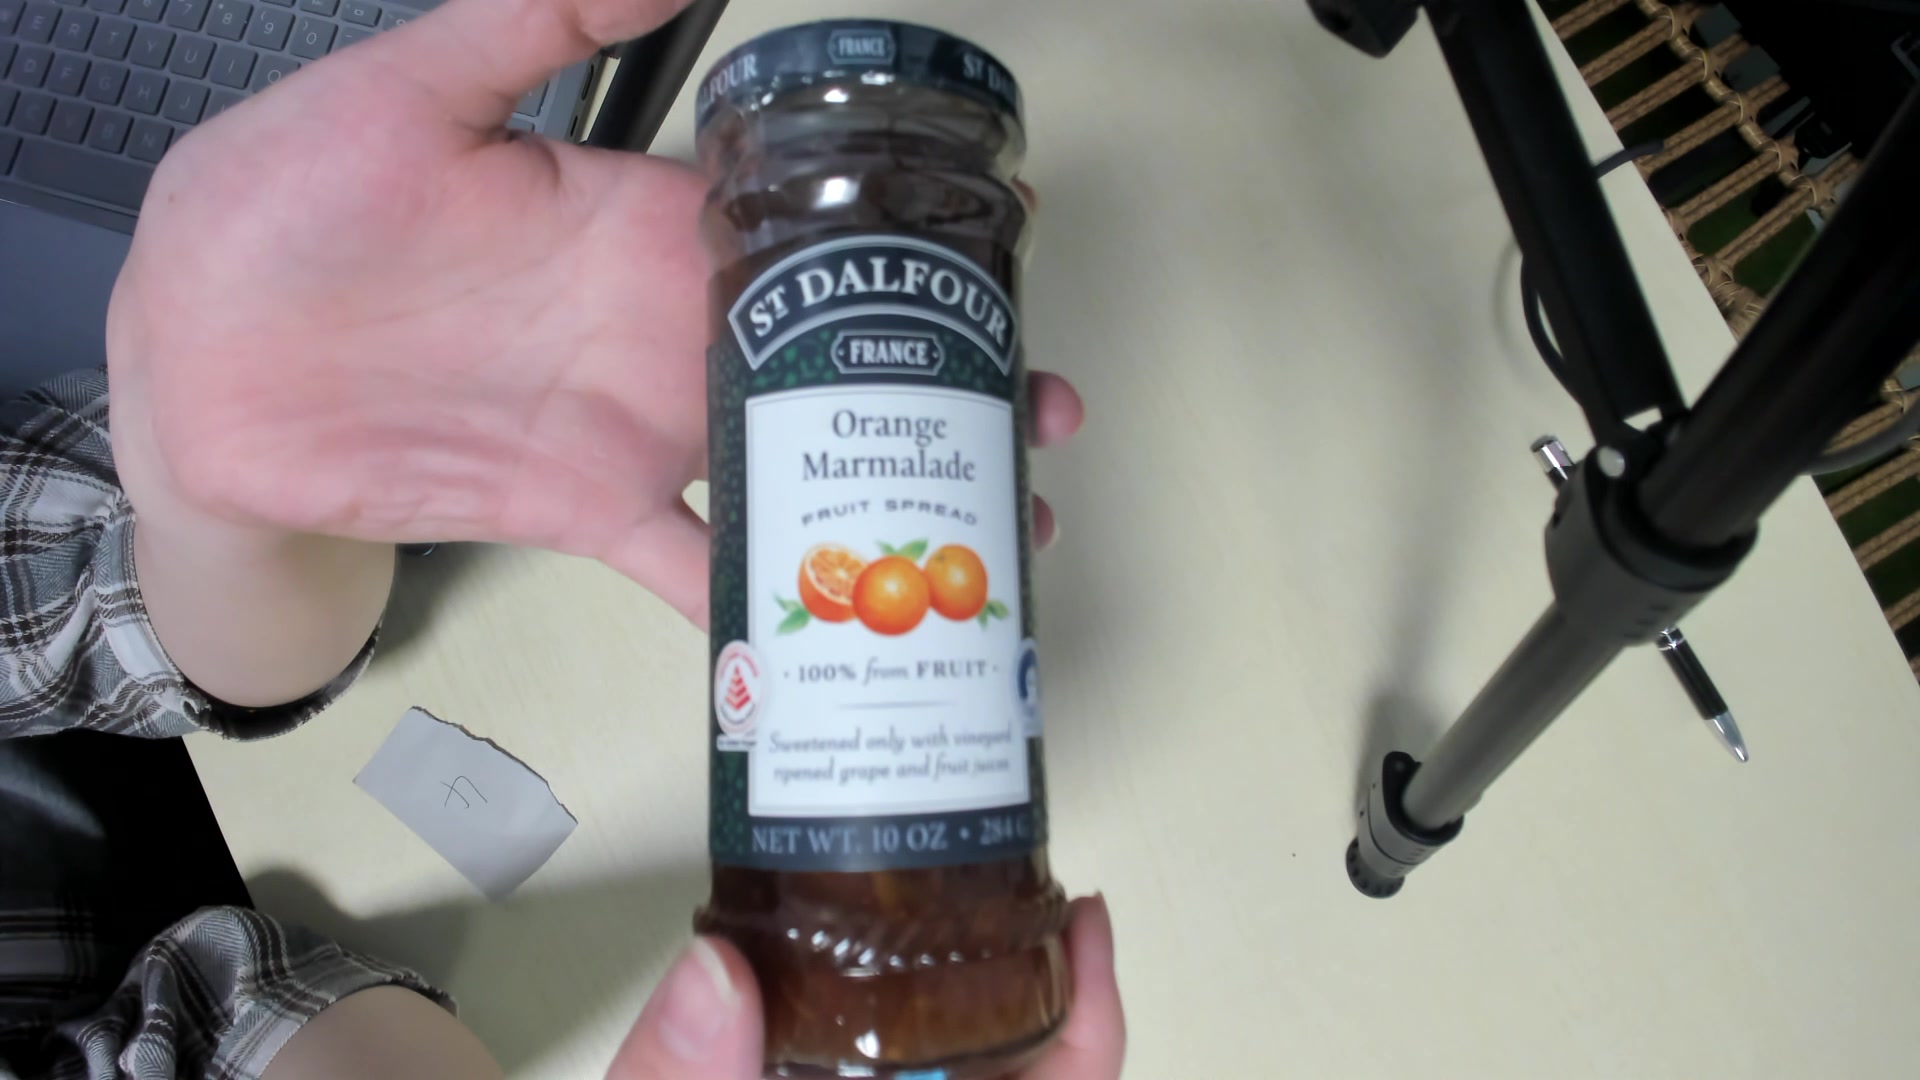 FRANCE
ST DALFOUR
FRANCE
Orange
Marmalade
FRUIT SPREAD
· 100% from FRUIT ·
Sweetened only with vineyard
ripened grape and fruit juices
NET WT. 10 OZ • 284 G